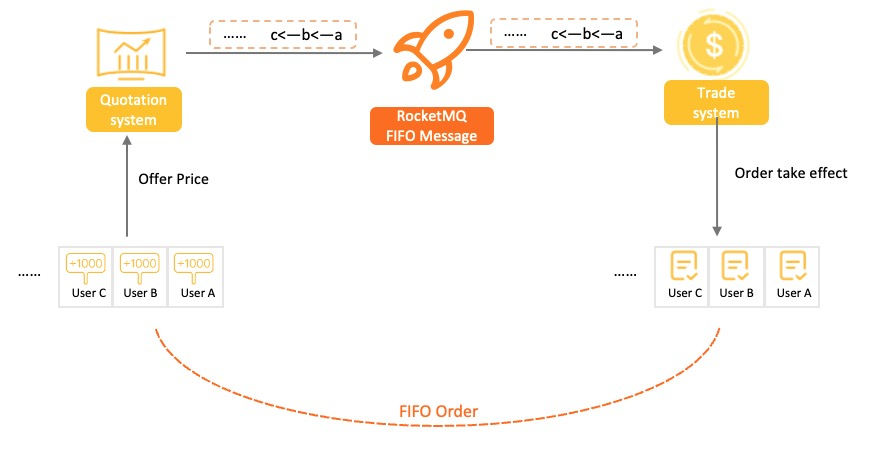 ...... c<—b<—a
...... c<—b<—a
$
Quotation
system
RocketMQ
FIFO Message
Trade
system
Offer Price
Order take effect
...... +1000 +1000 +1000
User C User B User A
......
User C User B User A
FIFO Order